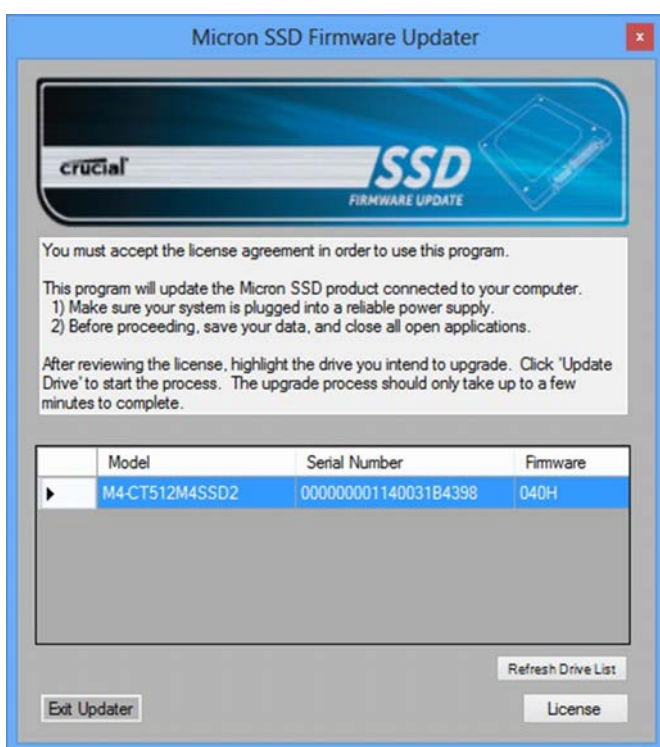 Micron SSD Firmware Updater
x
crucial
SSD
FIRMWARE UPDATE
You must accept the license agreement in order to use this program.
This program will update the Micron SSD product connected to your computer.
1) Make sure your system is plugged into a reliable power supply.
2) Before proceeding, save your data, and close all open applications.
After reviewing the license, highlight the drive you intend to upgrade. Click 'Update
Drive' to start the process. The upgrade process should only take up to a few
minutes to complete.
Model Serial Number Firmware
M4-CT512M4SSD2 000000001140031B4398 040H
Refresh Drive List
Exit Updater License